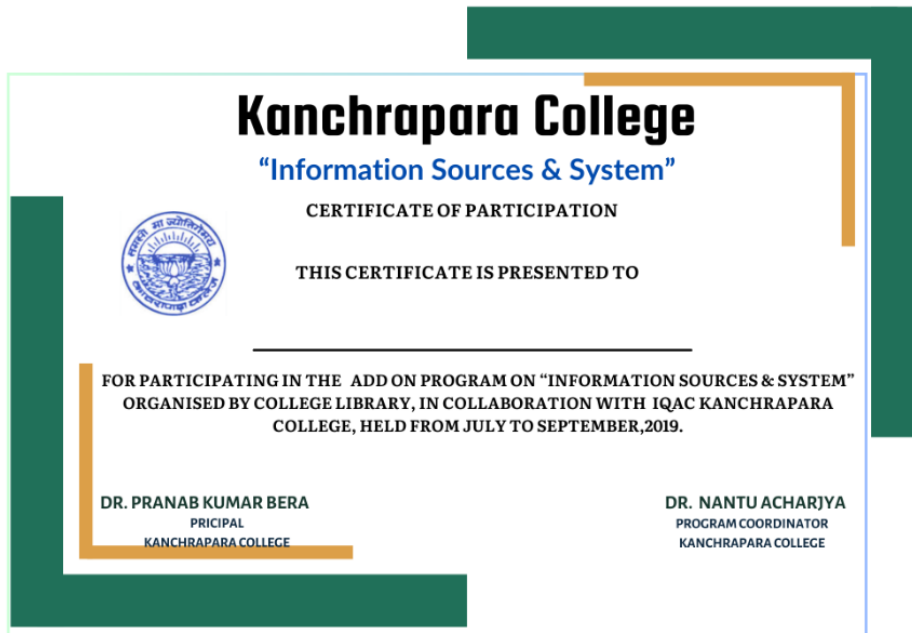 Kanchrapara College
“Information Sources & System”
CERTIFICATE OF PARTICIPATION
तमसो मा ज्योतिर्गमय
THIS CERTIFICATE IS PRESENTED TO
FOR PARTICIPATING IN THE ADD ON PROGRAM ON “INFORMATION SOURCES & SYSTEM”
ORGANISED BY COLLEGE LIBRARY, IN COLLABORATION WITH IQAC KANCHRAPARA
COLLEGE, HELD FROM JULY TO SEPTEMBER,2019.
DR. PRANAB KUMAR BERA
PRICIPAL
KANCHRAPARA COLLEGE
DR. NANTU ACHARJYA
PROGRAM COORDINATOR
KANCHRAPARA COLLEGE